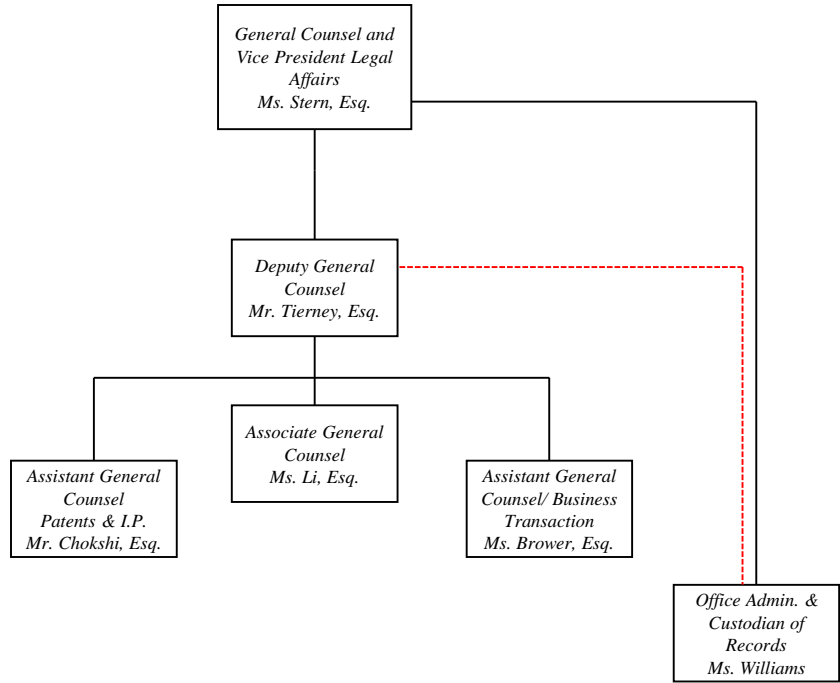 General Counsel and
Vice President Legal
Affairs
Ms. Stern, Esq.
Deputy General
Counsel
Mr. Tierney, Esq.
Associate General
Counsel
Ms. Li, Esq.
Assistant General
Counsel
Patents & I.P.
Mr. Chokshi, Esq.
Assistant General
Counsel/ Business
Transaction
Ms. Brower, Esq.
Office Admin. &
Custodian of
Records
Ms. Williams